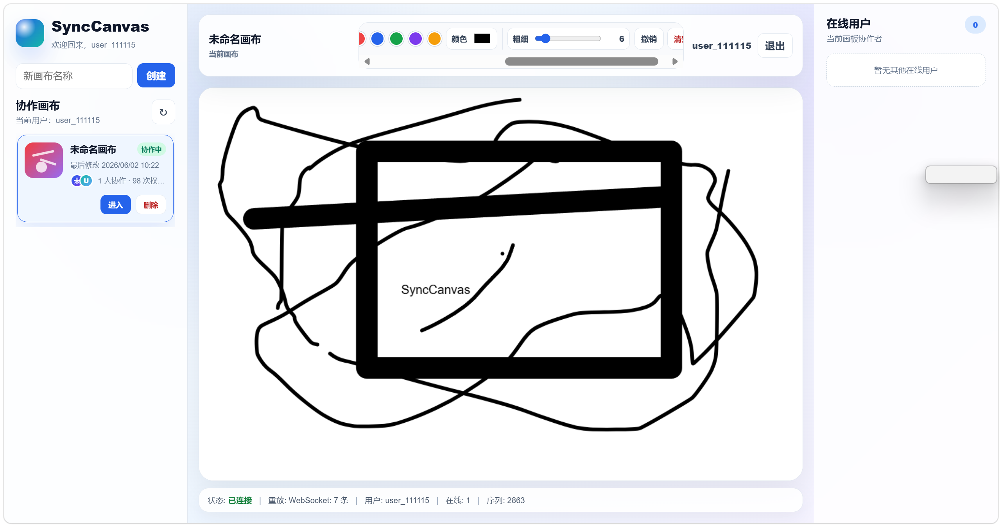 SyncCanvas
欢迎回来，user_111115
新画布名称
创建
协作画布
当前用户：user_111115
↻
未命名画布
协作中
最后修改 2026/06/02 10:22
未 U 1 人协作 · 98 次操...
进入
删除
未命名画布
当前画布
颜色
粗细
6
撤销
清
user_111115
退出
SyncCanvas
状态: 已连接 | 重放: WebSocket: 7 条 | 用户: user_111115 | 在线: 1 | 序列: 2863
在线用户
当前画板协作者
0
暂无其他在线用户